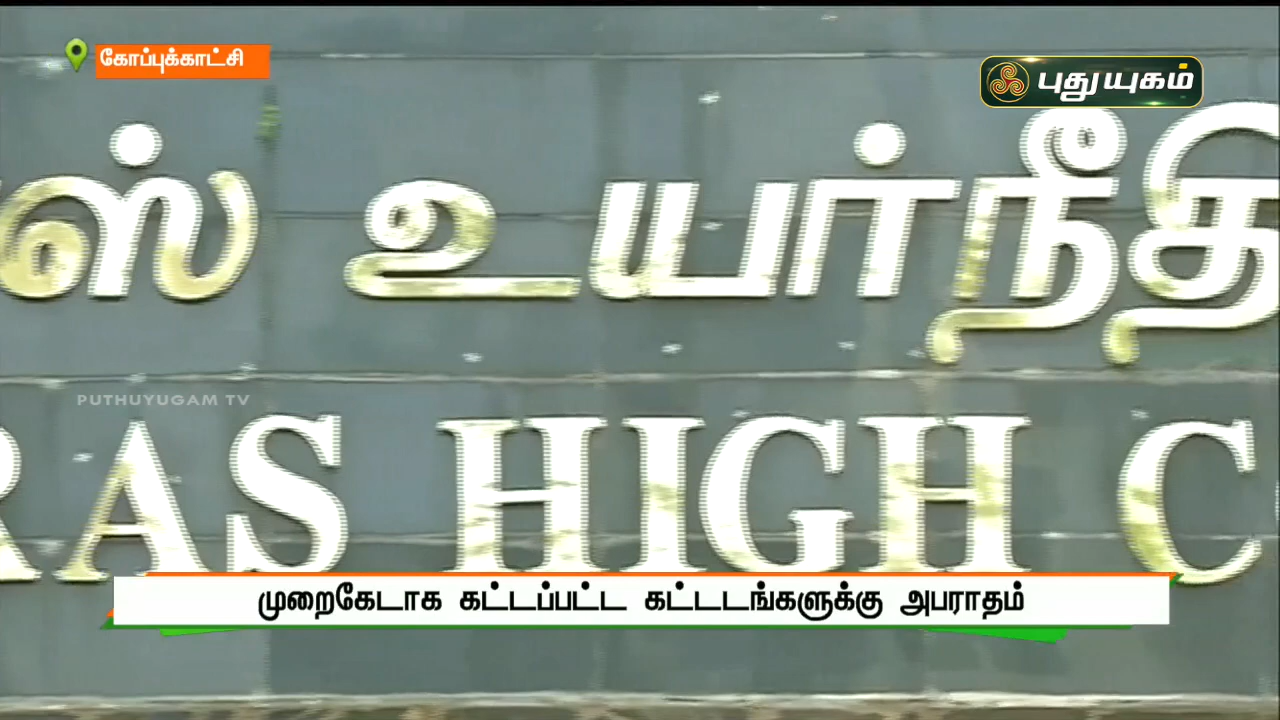 கோப்புக்காட்சி
புதுயுகம்
ஸ் உயர்நீதி
PUTHUYUGAM TV
RAS HIGH C
முறைகேடாக கட்டப்பட்ட கட்டடங்களுக்கு அபராதம்